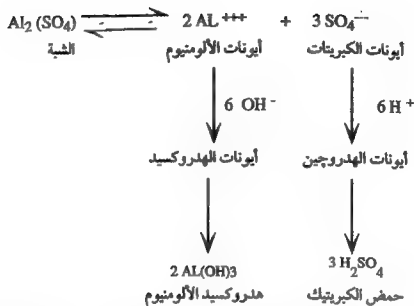 Al₂(SO₄) 2 AL +++ + 3 SO₄--
الشبة أيونات الألومنيوم أيونات الكبريتات
6 OH - 6 H +
أيونات الهدروكسيد أيونات الهدروجين
2 AL(OH)3 3 H₂SO₄
هدروكسيد الألومنيوم حمض الكبريتيك